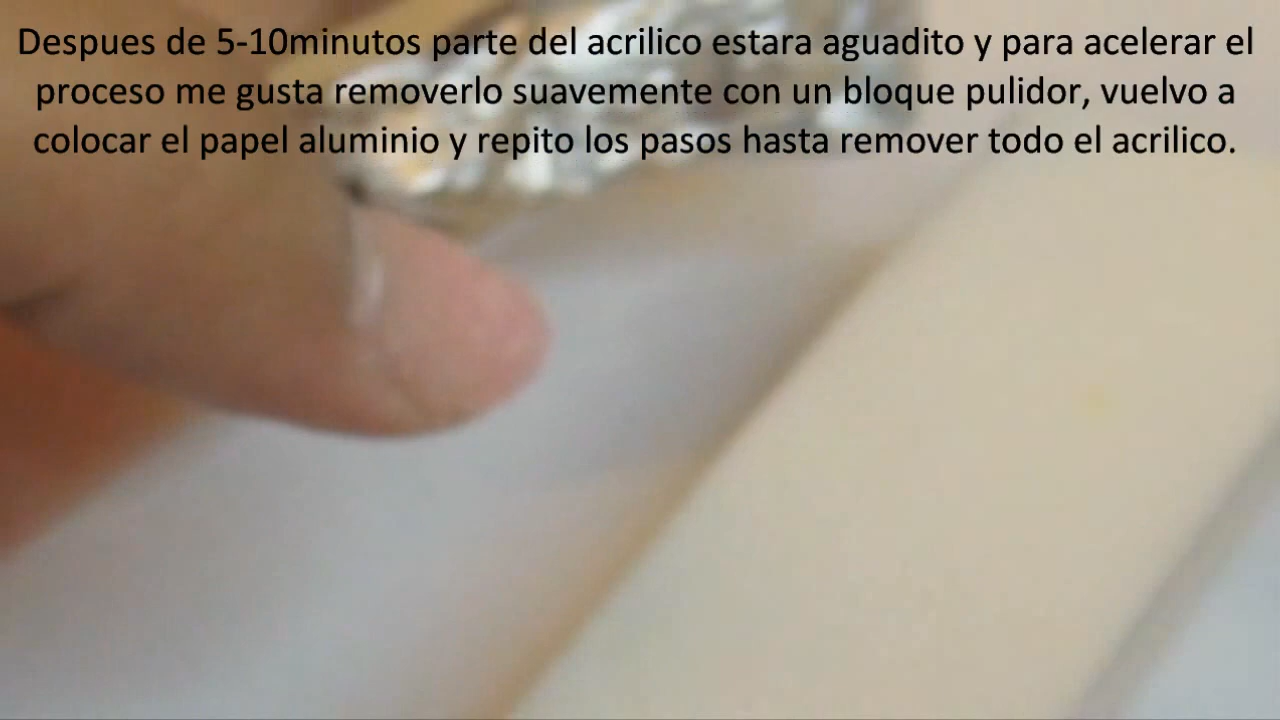 Despues de 5-10minutos parte del acrilico estara aguadito y para acelerar el
proceso me gusta removerlo suavemente con un bloque pulidor, vuelvo a
colocar el papel aluminio y repito los pasos hasta remover todo el acrilico.